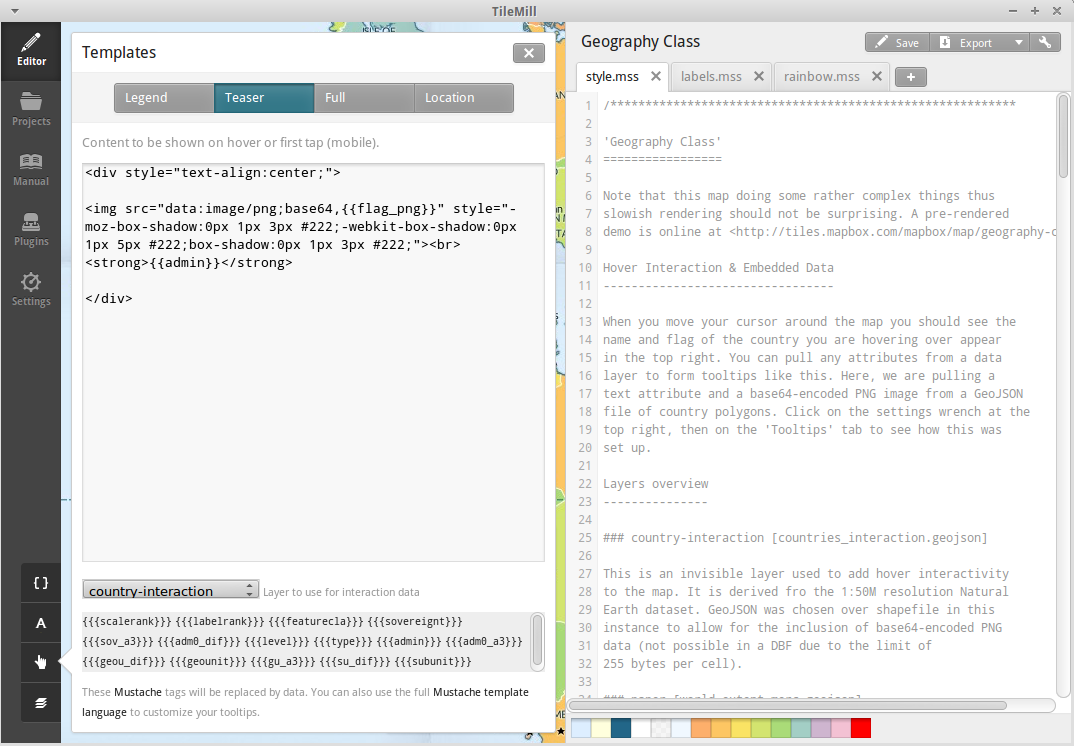 TileMill
Editor
Projects
Manual
Plugins
Settings
{}
A
Templates
Legend
Teaser
Full
Location
Content to be shown on hover or first tap (mobile).
<div style="text-align:center;">
<img src="data:image/png;base64,{{flag_png}}" style="-
moz-box-shadow:0px 1px 3px #222;-webkit-box-shadow:0px
1px 5px #222;box-shadow:0px 1px 3px #222;"><br>
<strong>{{admin}}</strong>
</div>
country-interaction
Layer to use for interaction data
{{{scalerank}}} {{{labelrank}}} {{{featurecla}}} {{{sovereignt}}}
{{{sov_a3}}} {{{adm0_dif}}} {{{level}}} {{{type}}} {{{admin}}} {{{adm0_a3}}}
{{{geou_dif}}} {{{geounit}}} {{{gu_a3}}} {{{su_dif}}} {{{subunit}}}
These Mustache tags will be replaced by data. You can also use the full Mustache template
language to customize your tooltips.
Geography Class
Save
Export
style.mss
labels.mss
rainbow.mss
+
1 /*********************************************************
2
3 'Geography Class'
4 =================
5
6 Note that this map doing some rather complex things thus
7 slowish rendering should not be surprising. A pre-rendered
8 demo is online at <http://tiles.mapbox.com/mapbox/map/geography-c
9
10 Hover Interaction & Embedded Data
11 ---------------------------------
12
13 When you move your cursor around the map you should see the
14 name and flag of the country you are hovering over appear
15 in the top right. You can pull any attributes from a data
16 layer to form tooltips like this. Here, we are pulling a
17 text attribute and a base64-encoded PNG image from a GeoJSON
18 file of country polygons. Click on the settings wrench at the
19 top right, then on the 'Tooltips' tab to see how this was
20 set up.
21
22 Layers overview
23 ---------------
24
25 ### country-interaction [countries_interaction.geojson]
26
27 This is an invisible layer used to add hover interactivity
28 to the map. It is derived fro the 1:50M resolution Natural
29 Earth dataset. GeoJSON was chosen over shapefile in this
30 instance to allow for the inclusion of base64-encoded PNG
31 data (not possible in a DBF due to the limit of
32 255 bytes per cell).
33